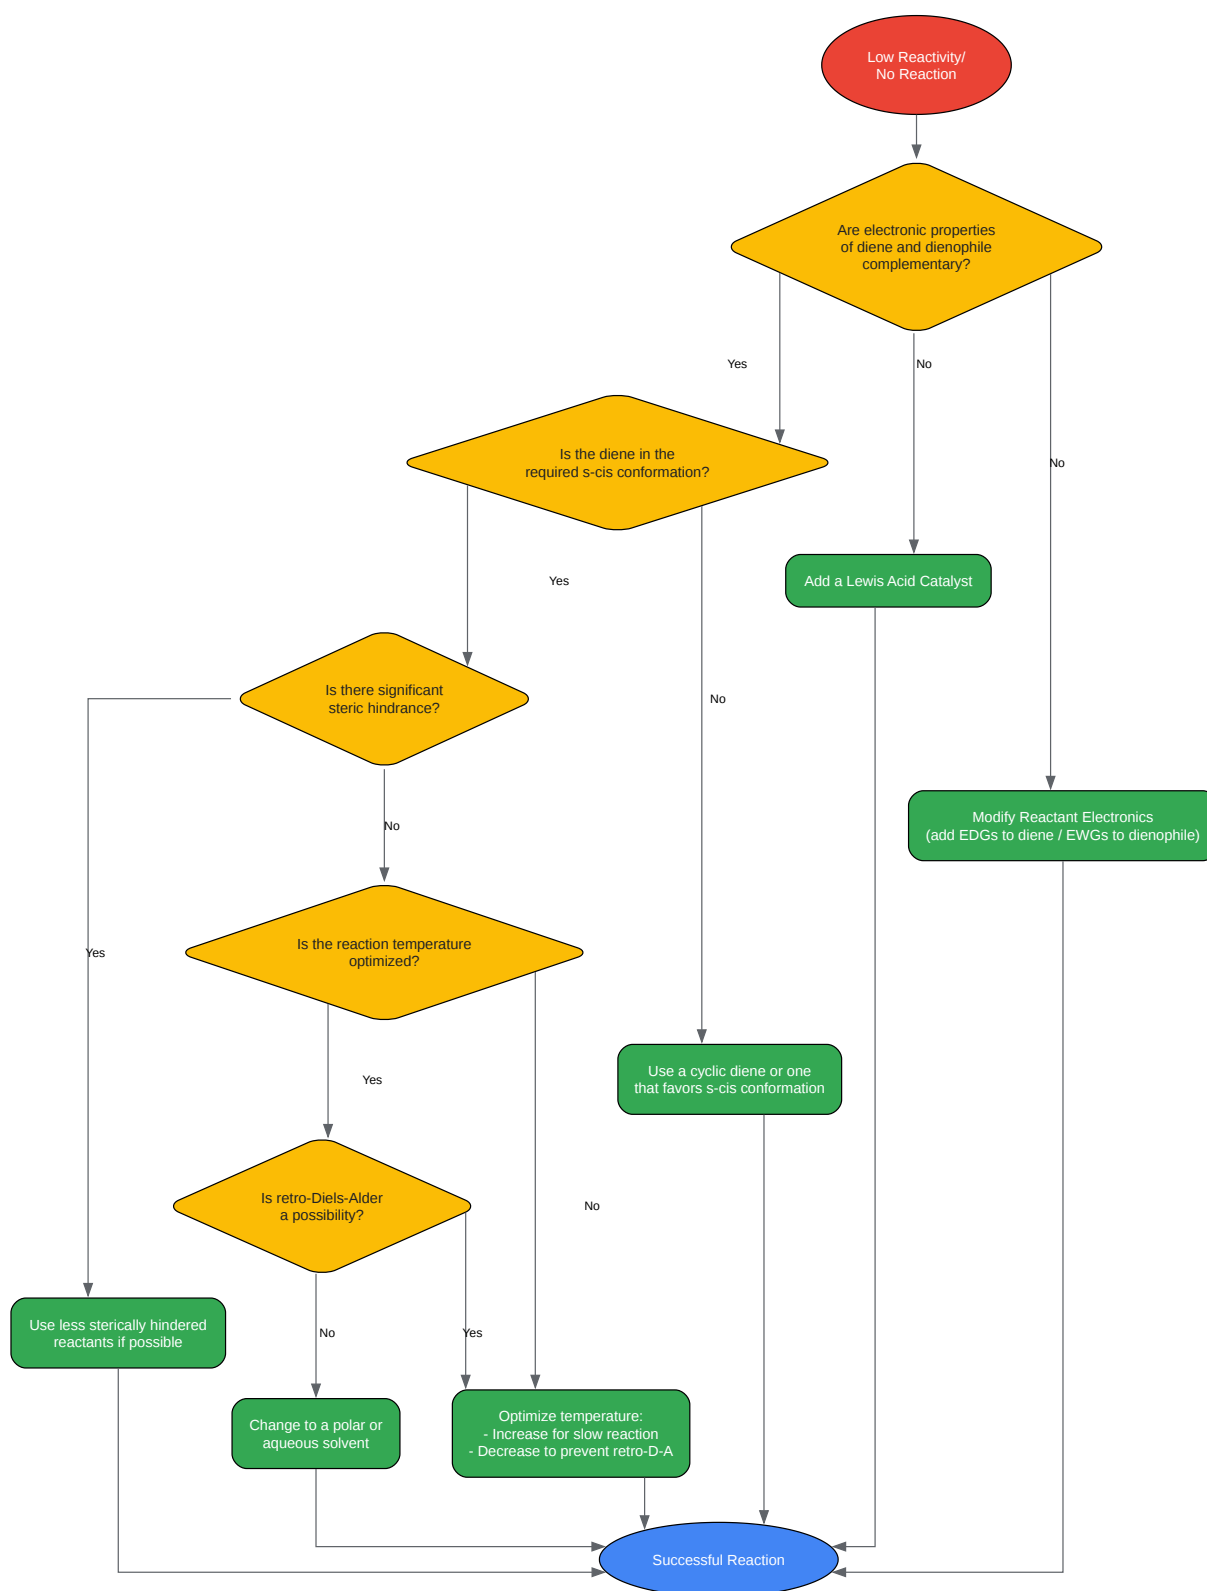 Low Reactivity/
No Reaction
Are electronic properties
of diene and dienophile
complementary?
Yes
No
No
Is the diene in the
required s-cis conformation?
Yes
No
Add a Lewis Acid Catalyst
Is there significant
steric hindrance?
Yes
No
Modify Reactant Electronics
(add EDGs to diene / EWGs to dienophile)
Is the reaction temperature
optimized?
Yes
No
Use a cyclic diene or one
that favors s-cis conformation
Is retro-Diels-Alder
a possibility?
No
Yes
Use less sterically hindered
reactants if possible
Change to a polar or
aqueous solvent
Optimize temperature:
- Increase for slow reaction
- Decrease to prevent retro-D-A
Successful Reaction